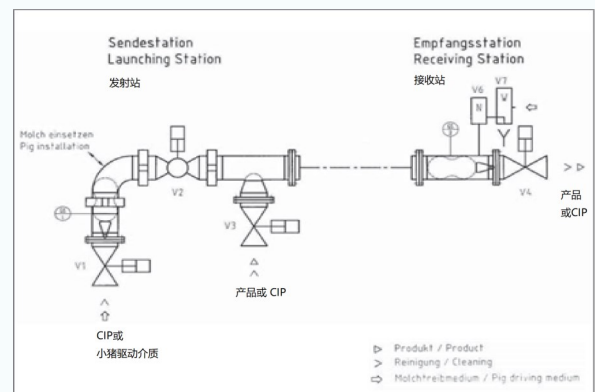 Sendestation
Launching Station
发射站
Empfangsstation
Receiving Station
接收站
V6
V7
N
W
Molch einsetzen
Pig installation
V2
V4
产品
或CIP
V3
V1
产品或 CIP
CIP或
小猪驱动介质
Produkt / Product
Reinigung / Cleaning
Molchtreibmedium / Pig driving medium